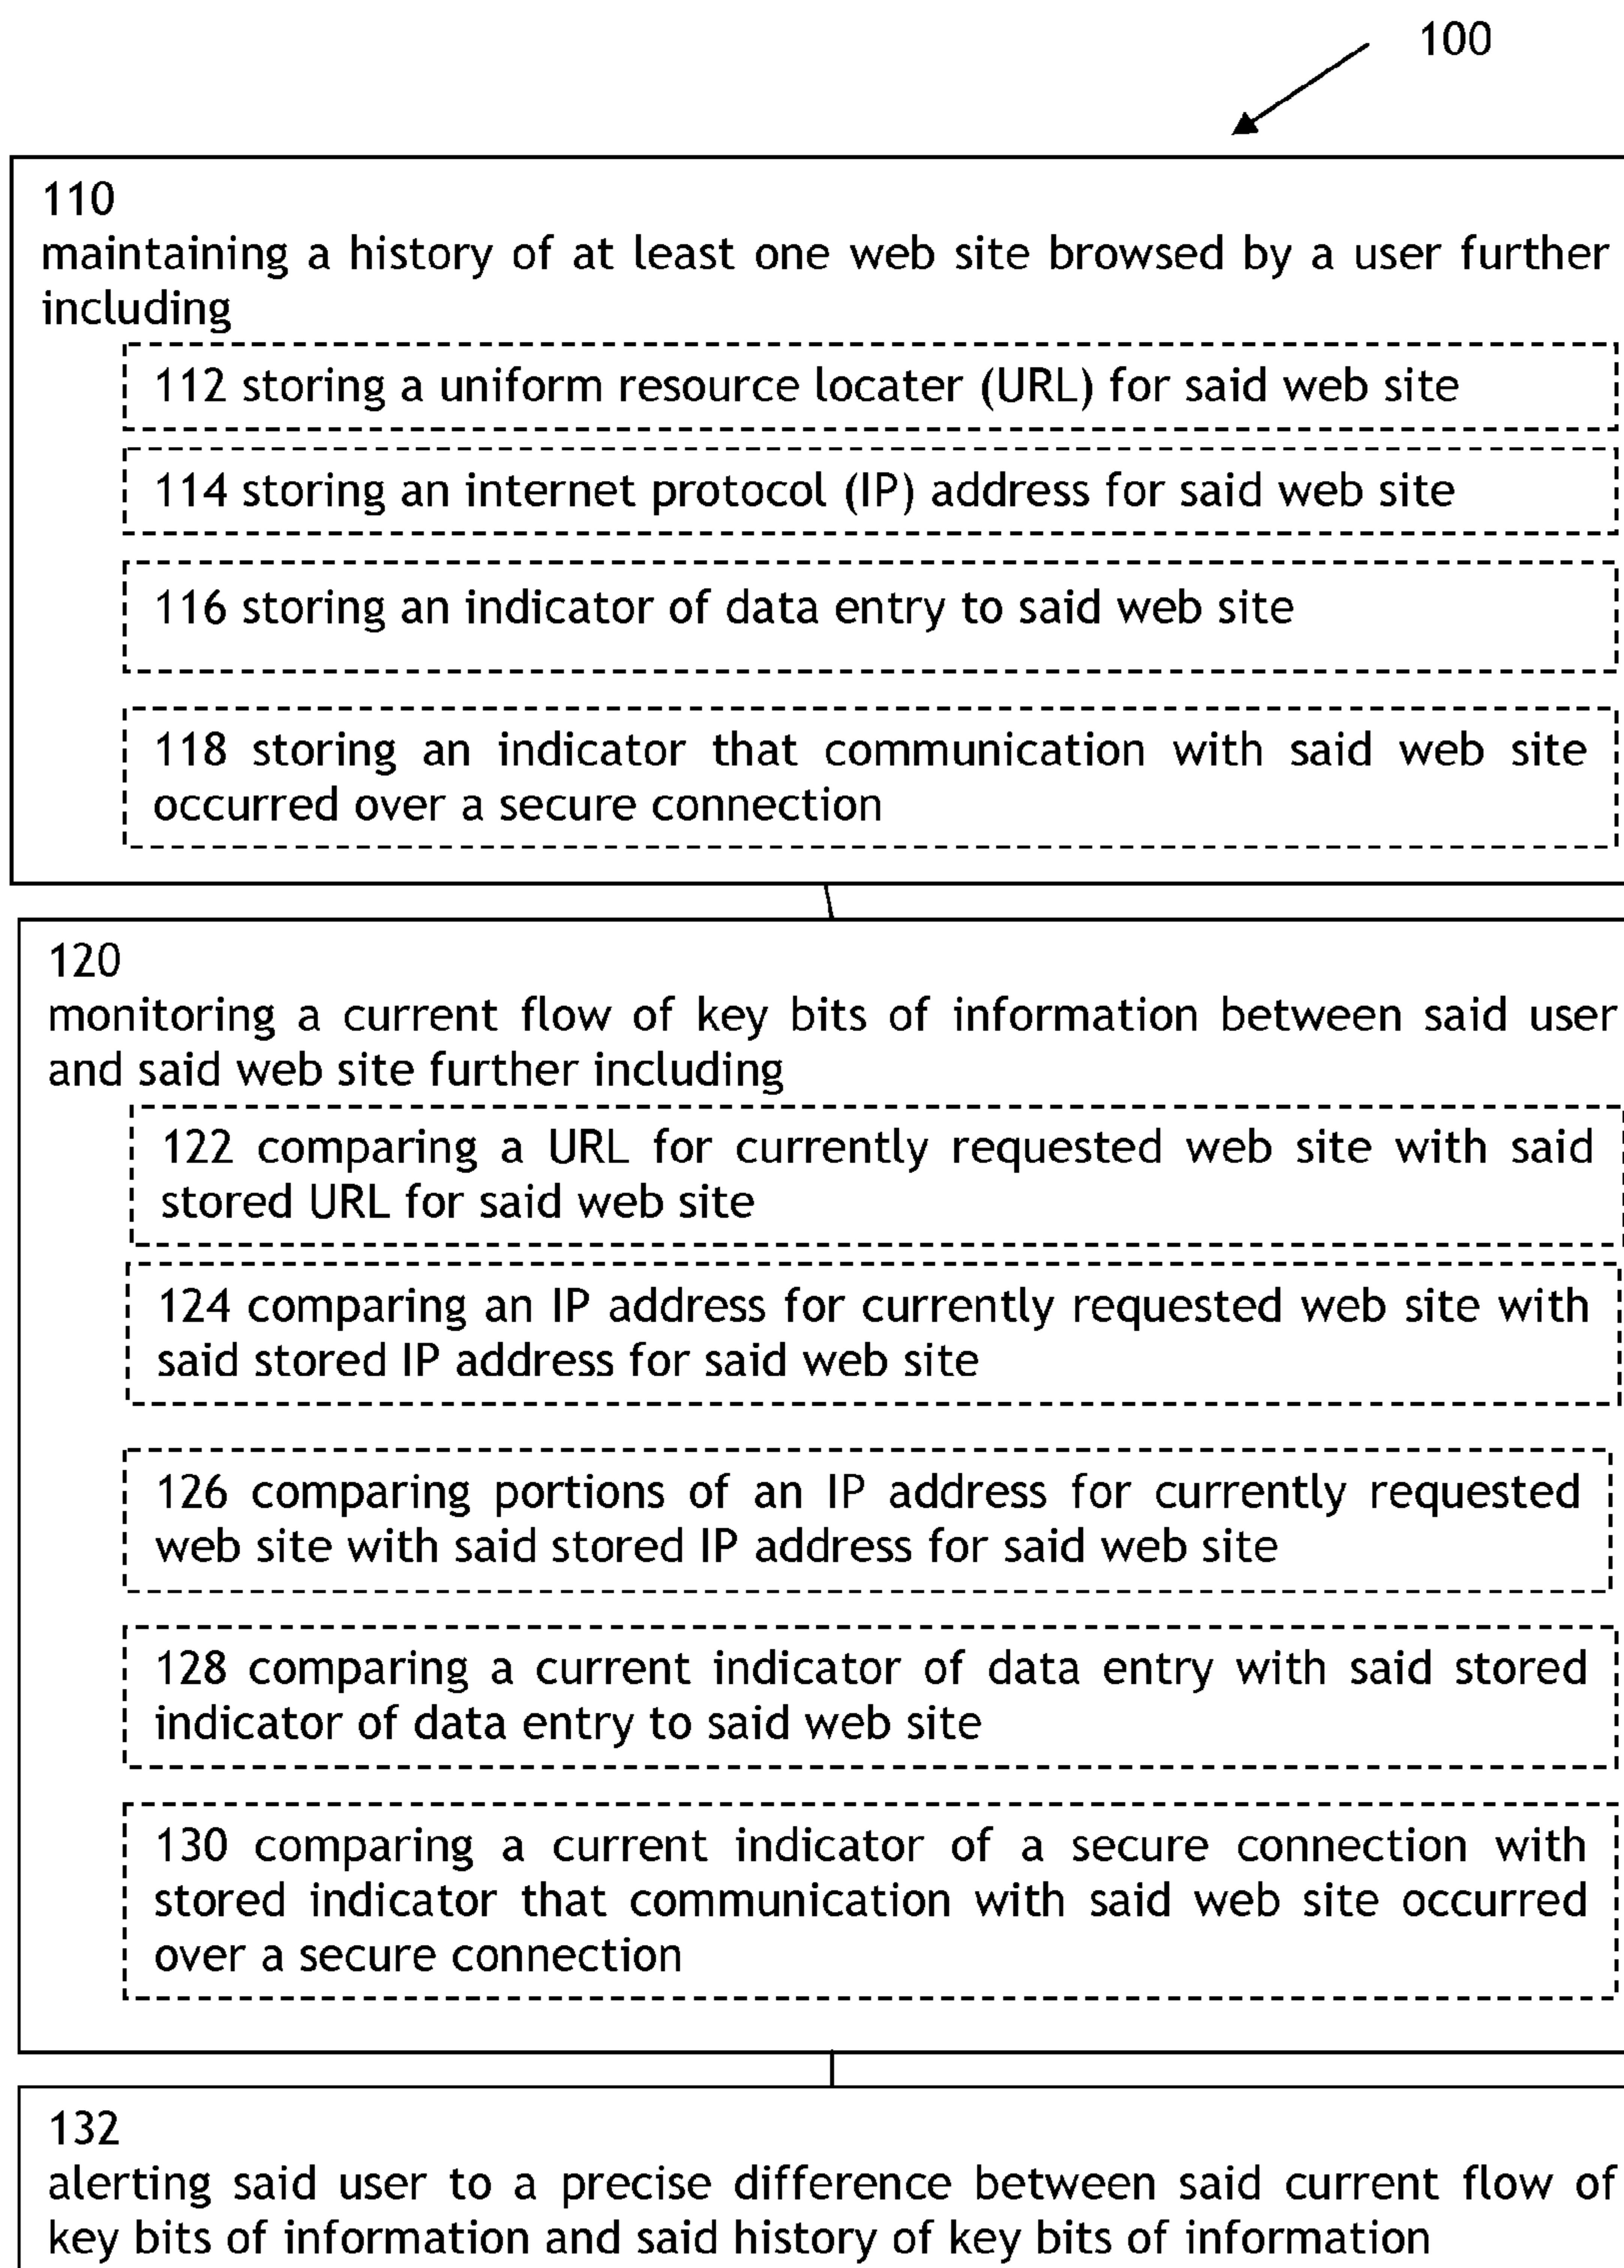 100
110
maintaining a history of at least one web site browsed by a user further
including
112 storing a uniform resource locater (URL) for said web site
114 storing an internet protocol (IP) address for said web site
116 storing an indicator of data entry to said web site
118 storing an indicator that communication with said web site
occurred over a secure connection
120
monitoring a current flow of key bits of information between said user
and said web site further including
122 comparing a URL for currently requested web site with said
stored URL for said web site
124 comparing an IP address for currently requested web site with
said stored IP address for said web site
126 comparing portions of an IP address for currently requested
web site with said stored IP address for said web site
128 comparing a current indicator of data entry with said stored
indicator of data entry to said web site
130 comparing a current indicator of a secure connection with
stored indicator that communication with said web site occurred
over a secure connection
132
alerting said user to a precise difference between said current flow of
key bits of information and said history of key bits of information